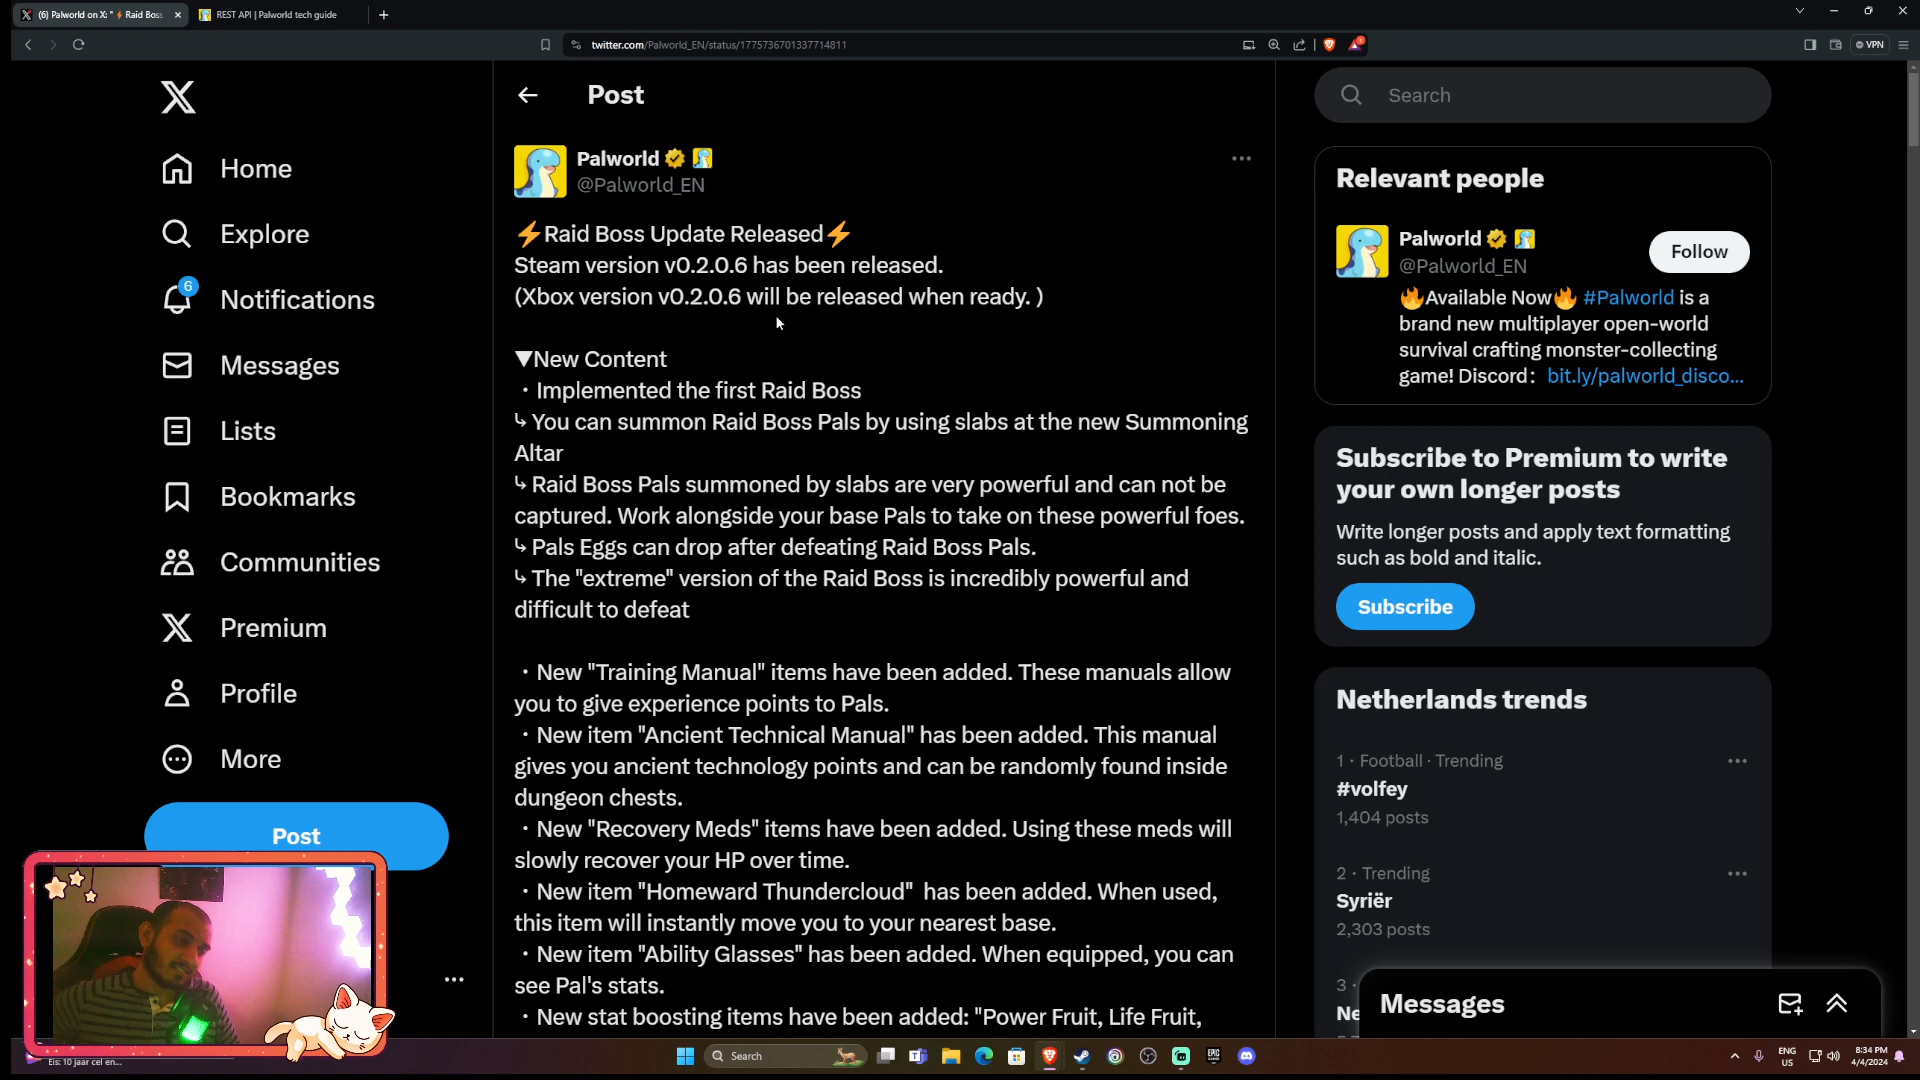 (6) Palworld on X: "⚡Raid Boss
REST API | Palworld tech guide
twitter.com/Palworld_EN/status/1775736701337714811
VPN
Home
Explore
6
Notifications
Messages
Lists
Bookmarks
Communities
Premium
Profile
More
Post
Post
Palworld
@Palworld_EN
⚡Raid Boss Update Released⚡
Steam version v0.2.0.6 has been released.
(Xbox version v0.2.0.6 will be released when ready. )
▼New Content
・Implemented the first Raid Boss
↳ You can summon Raid Boss Pals by using slabs at the new Summoning
Altar
↳ Raid Boss Pals summoned by slabs are very powerful and can not be
captured. Work alongside your base Pals to take on these powerful foes.
↳ Pals Eggs can drop after defeating Raid Boss Pals.
↳ The "extreme" version of the Raid Boss is incredibly powerful and
difficult to defeat
・New "Training Manual" items have been added. These manuals allow
you to give experience points to Pals.
・New item "Ancient Technical Manual" has been added. This manual
gives you ancient technology points and can be randomly found inside
dungeon chests.
・New "Recovery Meds" items have been added. Using these meds will
slowly recover your HP over time.
・New item "Homeward Thundercloud" has been added. When used,
this item will instantly move you to your nearest base.
・New item "Ability Glasses" has been added. When equipped, you can
see Pal's stats.
・New stat boosting items have been added: "Power Fruit, Life Fruit,
Search
Relevant people
Palworld
@Palworld_EN
Follow
🔥Available Now🔥 #Palworld is a
brand new multiplayer open-world
survival crafting monster-collecting
game! Discord： bit.ly/palworld_disco...
Subscribe to Premium to write
your own longer posts
Write longer posts and apply text formatting
such as bold and italic.
Subscribe
Netherlands trends
1 · Football · Trending
#volfey
1,404 posts
2 · Trending
Syriër
2,303 posts
3 ·
Ne
Messages
Eis: 10 jaar cel en...
Search
EPIC
ENG
US
8:34 PM
4/4/2024